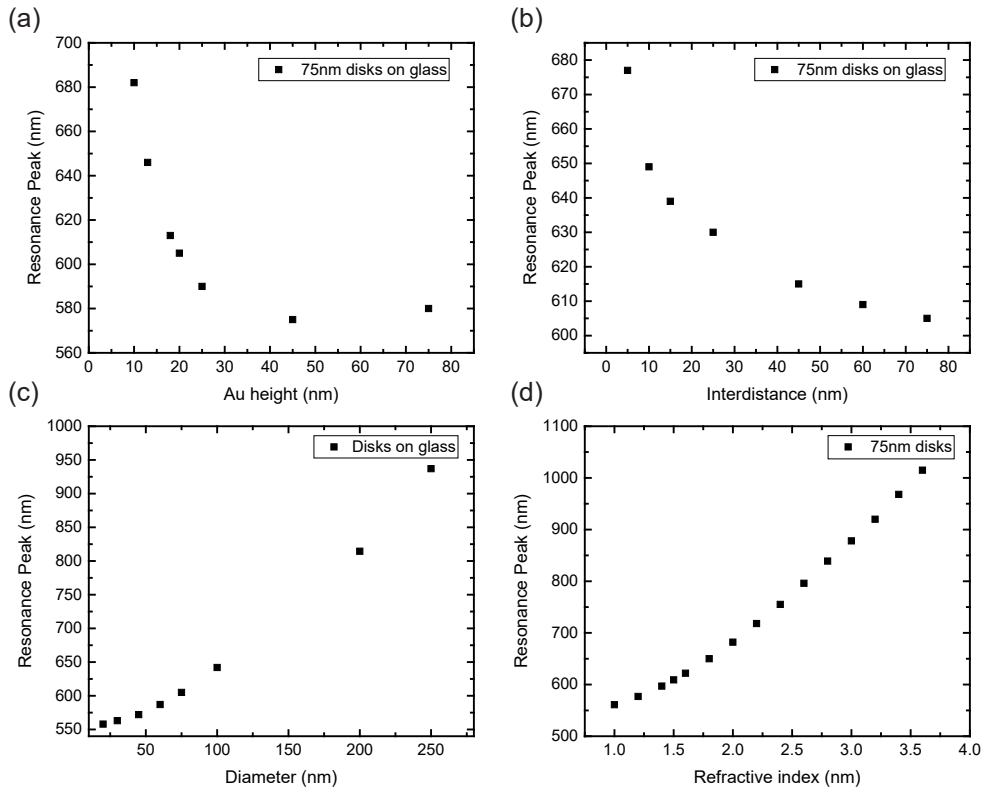 (a)
700
680
660
640
620
600
580
560
Resonance Peak (nm)
75nm disks on glass
0 10 20 30 40 50 60 70 80
Au height (nm)
(b)
680
670
660
650
640
630
620
610
600
Resonance Peak (nm)
75nm disks on glass
0 10 20 30 40 50 60 70 80
Interdistance (nm)
(c)
1000
950
900
850
800
750
700
650
600
550
Resonance Peak (nm)
Disks on glass
50 100 150 200 250
Diameter (nm)
(d)
1100
1000
900
800
700
600
500
Resonance Peak (nm)
75nm disks
1.0 1.5 2.0 2.5 3.0 3.5 4.0
Refractive index (nm)